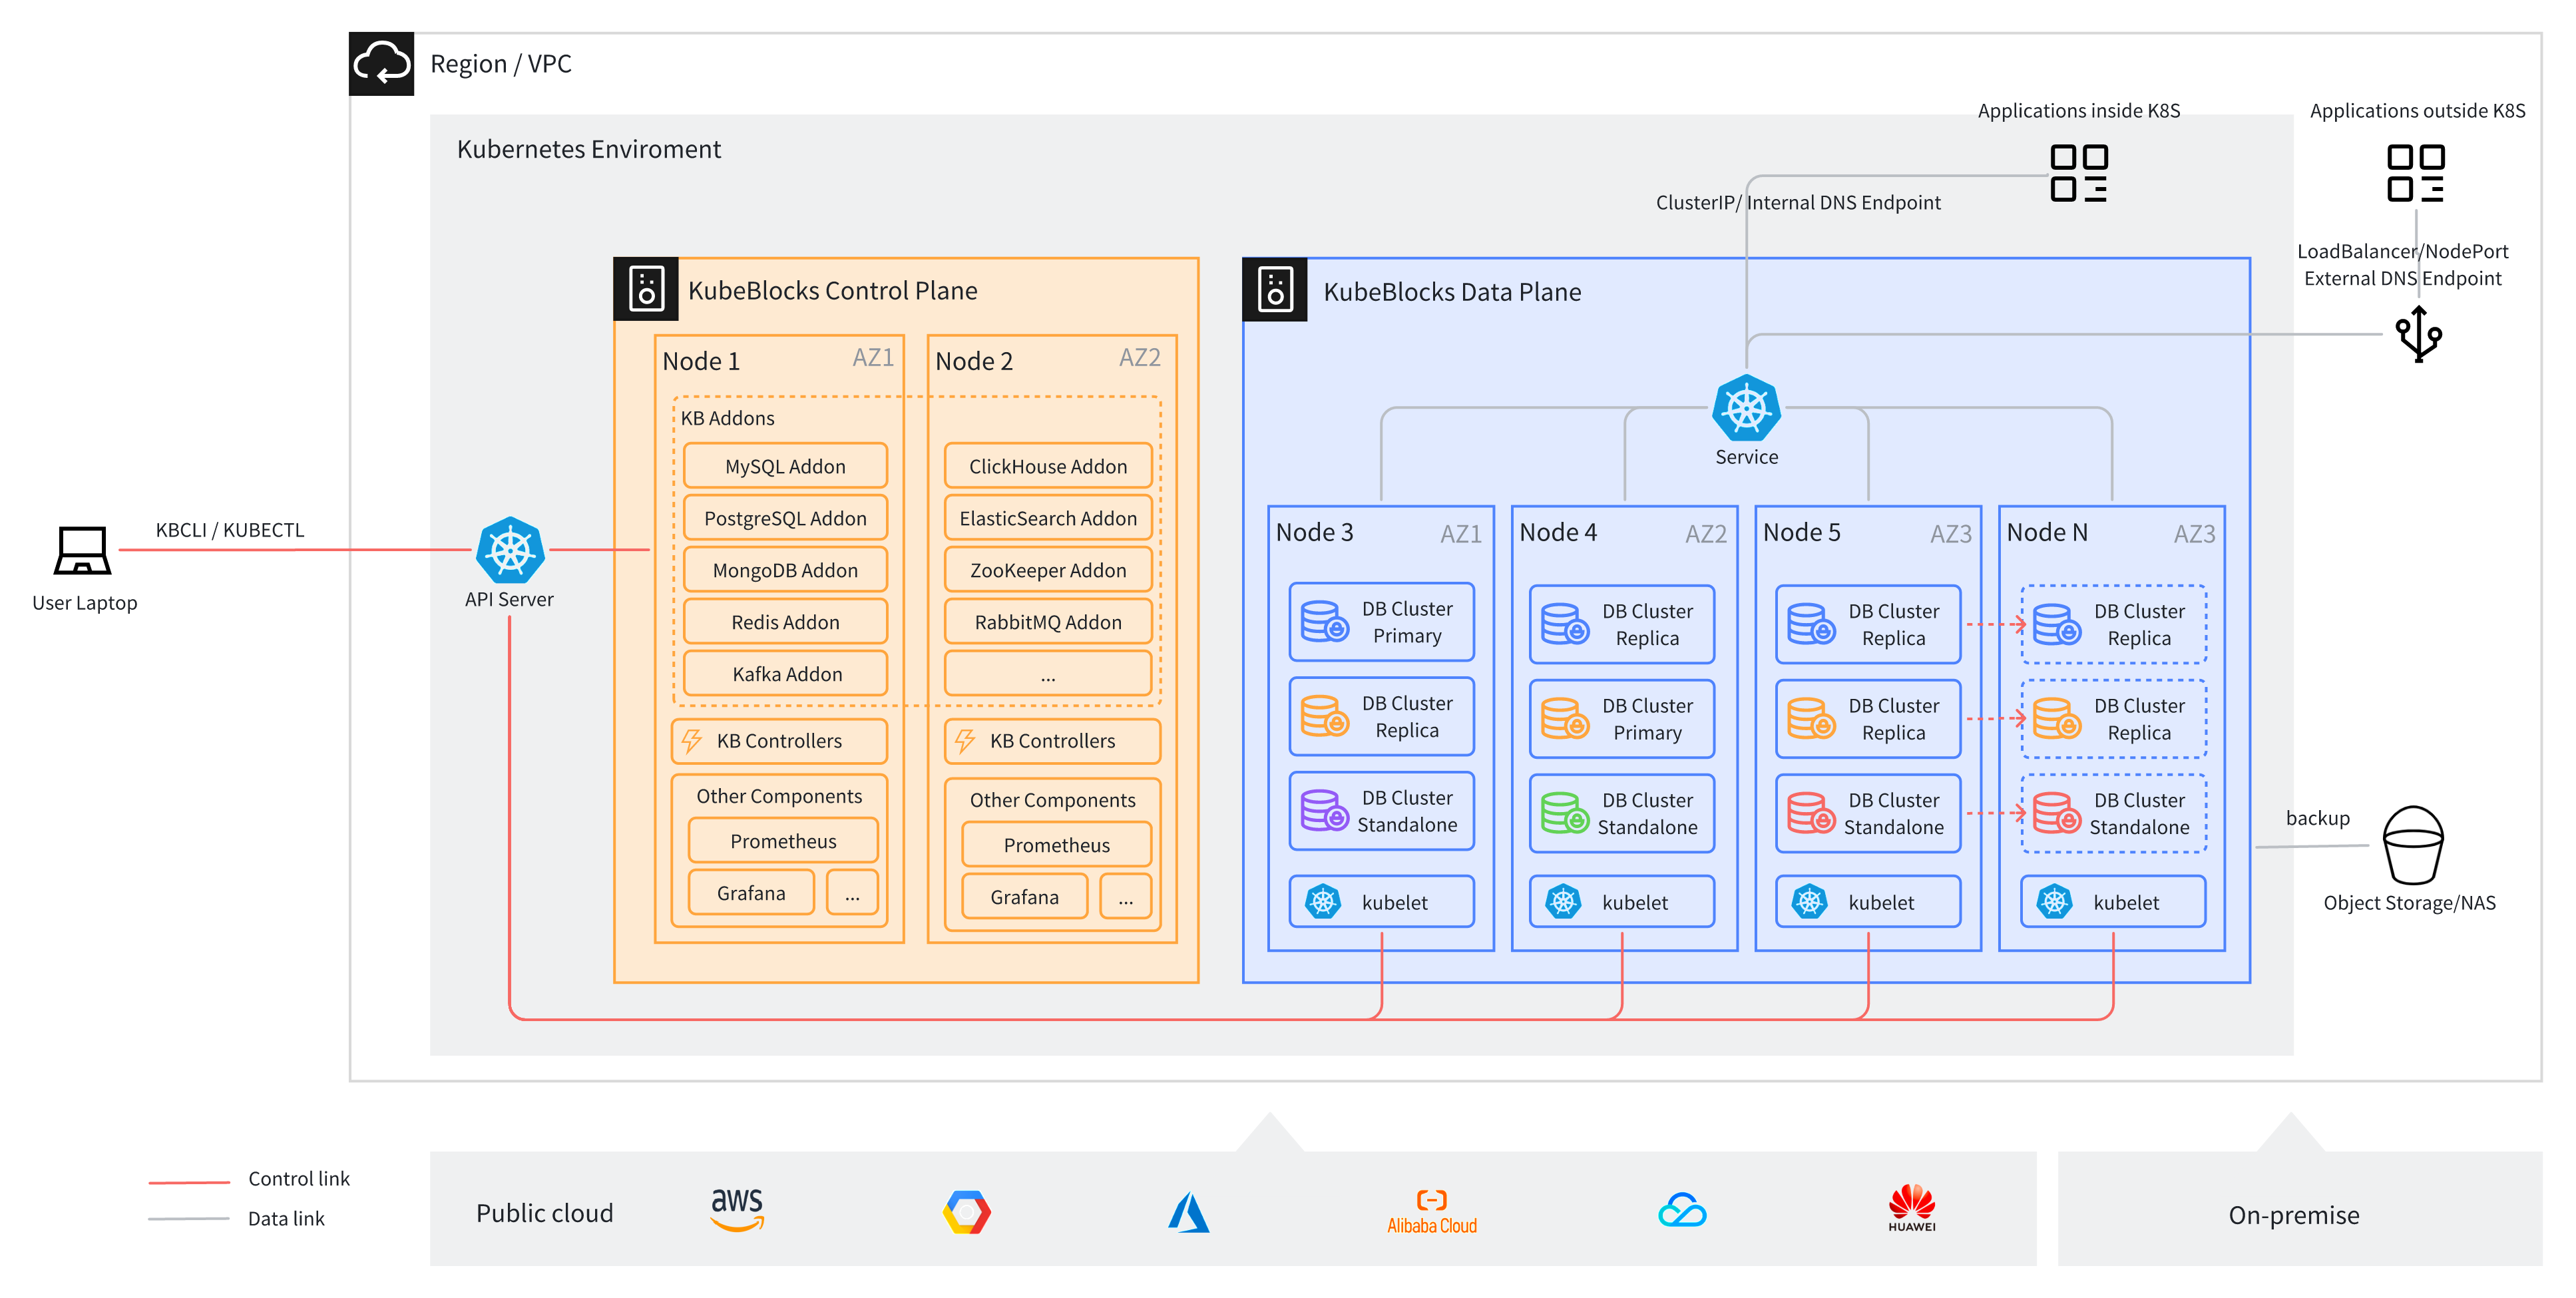 Region / VPC
Applications inside K8S
Applications outside K8S
Kubernetes Enviroment
ClusterIP/ Internal DNS Endpoint
LoadBalancer/NodePort
External DNS Endpoint
KubeBlocks Control Plane
Node 1
AZ1
KB Addons
MySQL Addon
PostgreSQL Addon
MongoDB Addon
Redis Addon
Kafka Addon
KB Controllers
Other Components
Prometheus
Grafana
...
Node 2
AZ2
ClickHouse Addon
ElasticSearch Addon
ZooKeeper Addon
RabbitMQ Addon
...
KB Controllers
Other Components
Prometheus
Grafana
...
KubeBlocks Data Plane
Service
Node 3
AZ1
DB Cluster
Primary
DB Cluster
Replica
DB Cluster
Standalone
kubelet
Node 4
AZ2
DB Cluster
Replica
DB Cluster
Primary
DB Cluster
Standalone
kubelet
Node 5
AZ3
DB Cluster
Replica
DB Cluster
Replica
DB Cluster
Standalone
kubelet
Node N
AZ3
DB Cluster
Replica
DB Cluster
Replica
DB Cluster
Standalone
kubelet
KBCLI / KUBECTL
User Laptop
API Server
backup
Object Storage/NAS
Control link
Data link
Public cloud
aws
Alibaba Cloud
HUAWEI
On-premise